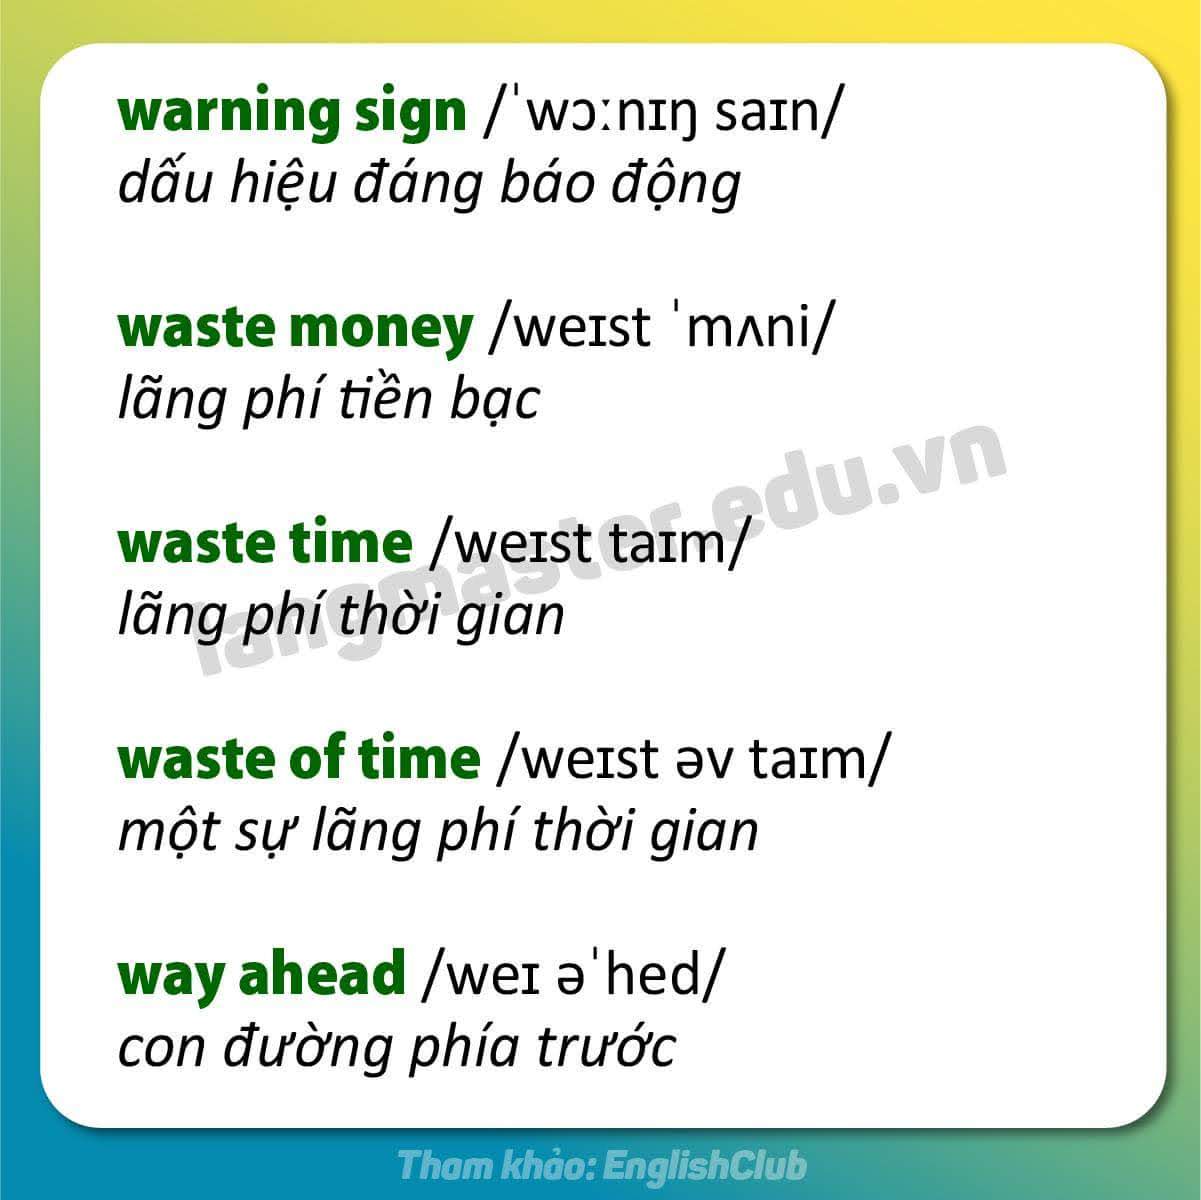 warning sign /ˈwɔːnɪŋ saɪn/
dấu hiệu đáng báo động
waste money /weɪst ˈmʌni/
lãng phí tiền bạc
waste time /weɪst taɪm/
lãng phí thời gian
waste of time /weɪst əv taɪm/
một sự lãng phí thời gian
way ahead /weɪ əˈhed/
con đường phía trước
langmaster.edu.vn
Tham khảo: EnglishClub